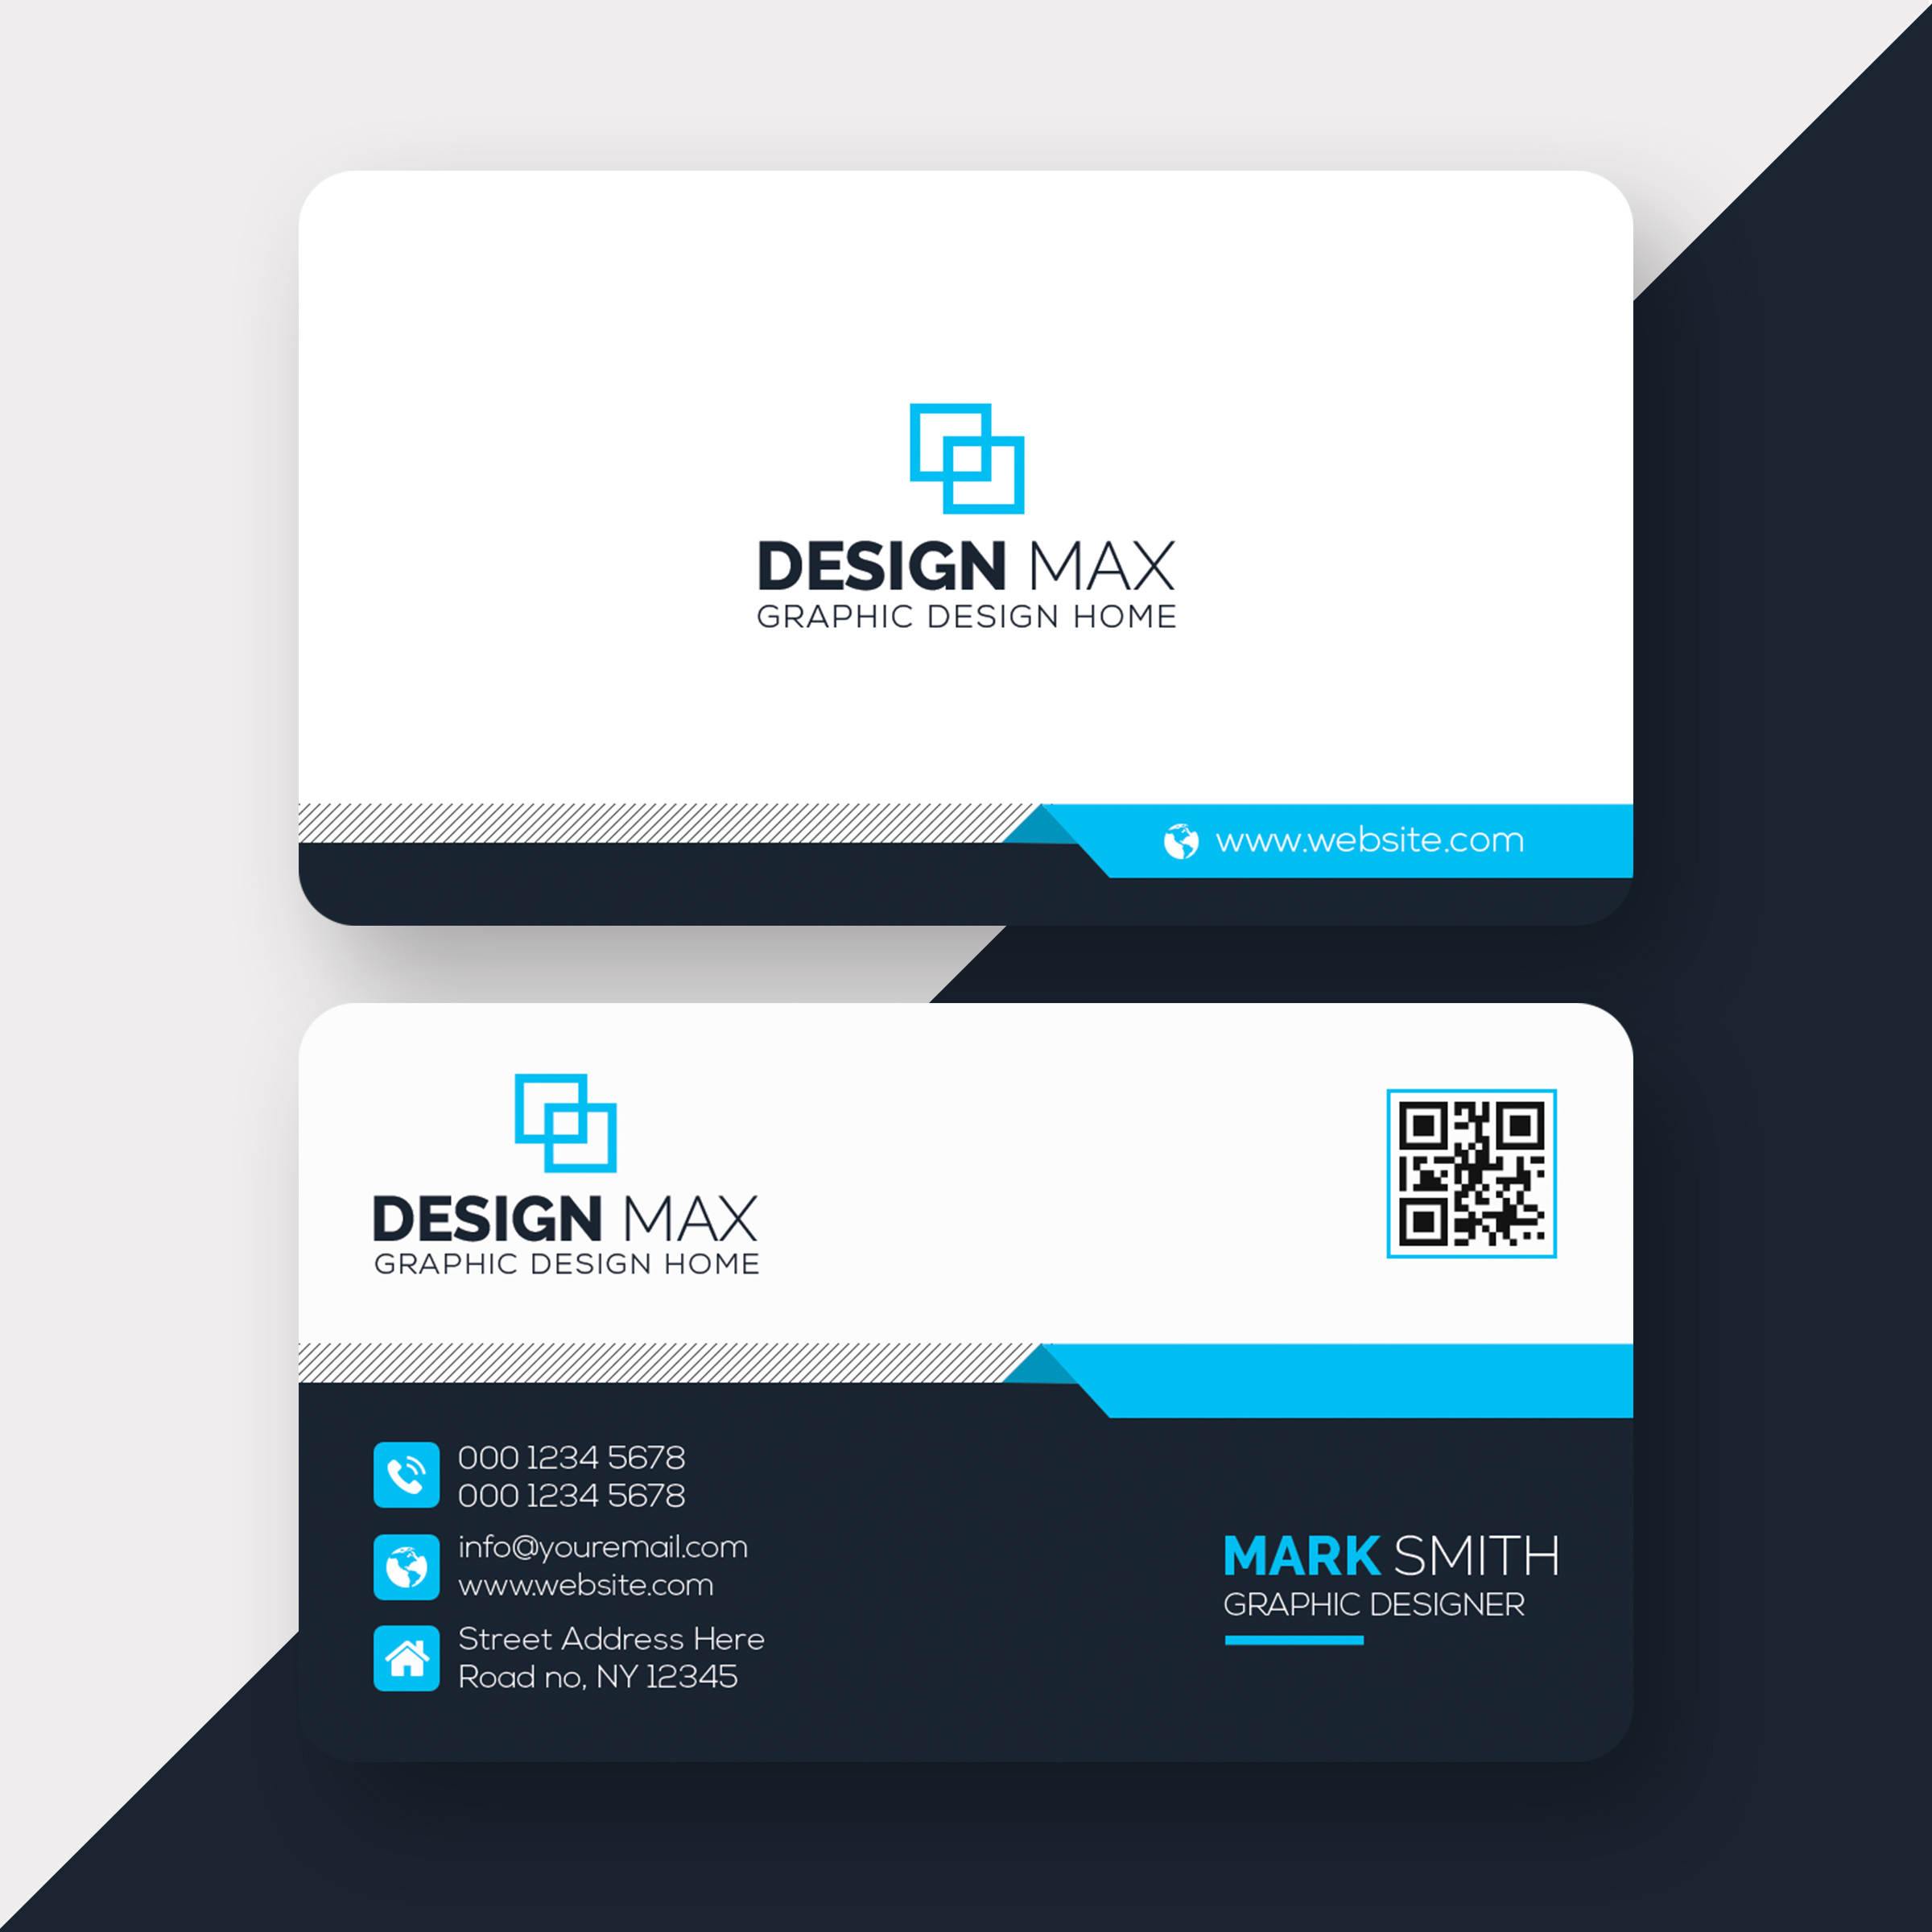 DESIGN MAX
GRAPHIC DESIGN HOME
www.website.com
DESIGN MAX
GRAPHIC DESIGN HOME
000 1234 5678
000 1234 5678
info@youremail.com
www.website.com
Street Address Here
Road no, NY 12345
MARK SMITH
GRAPHIC DESIGNER